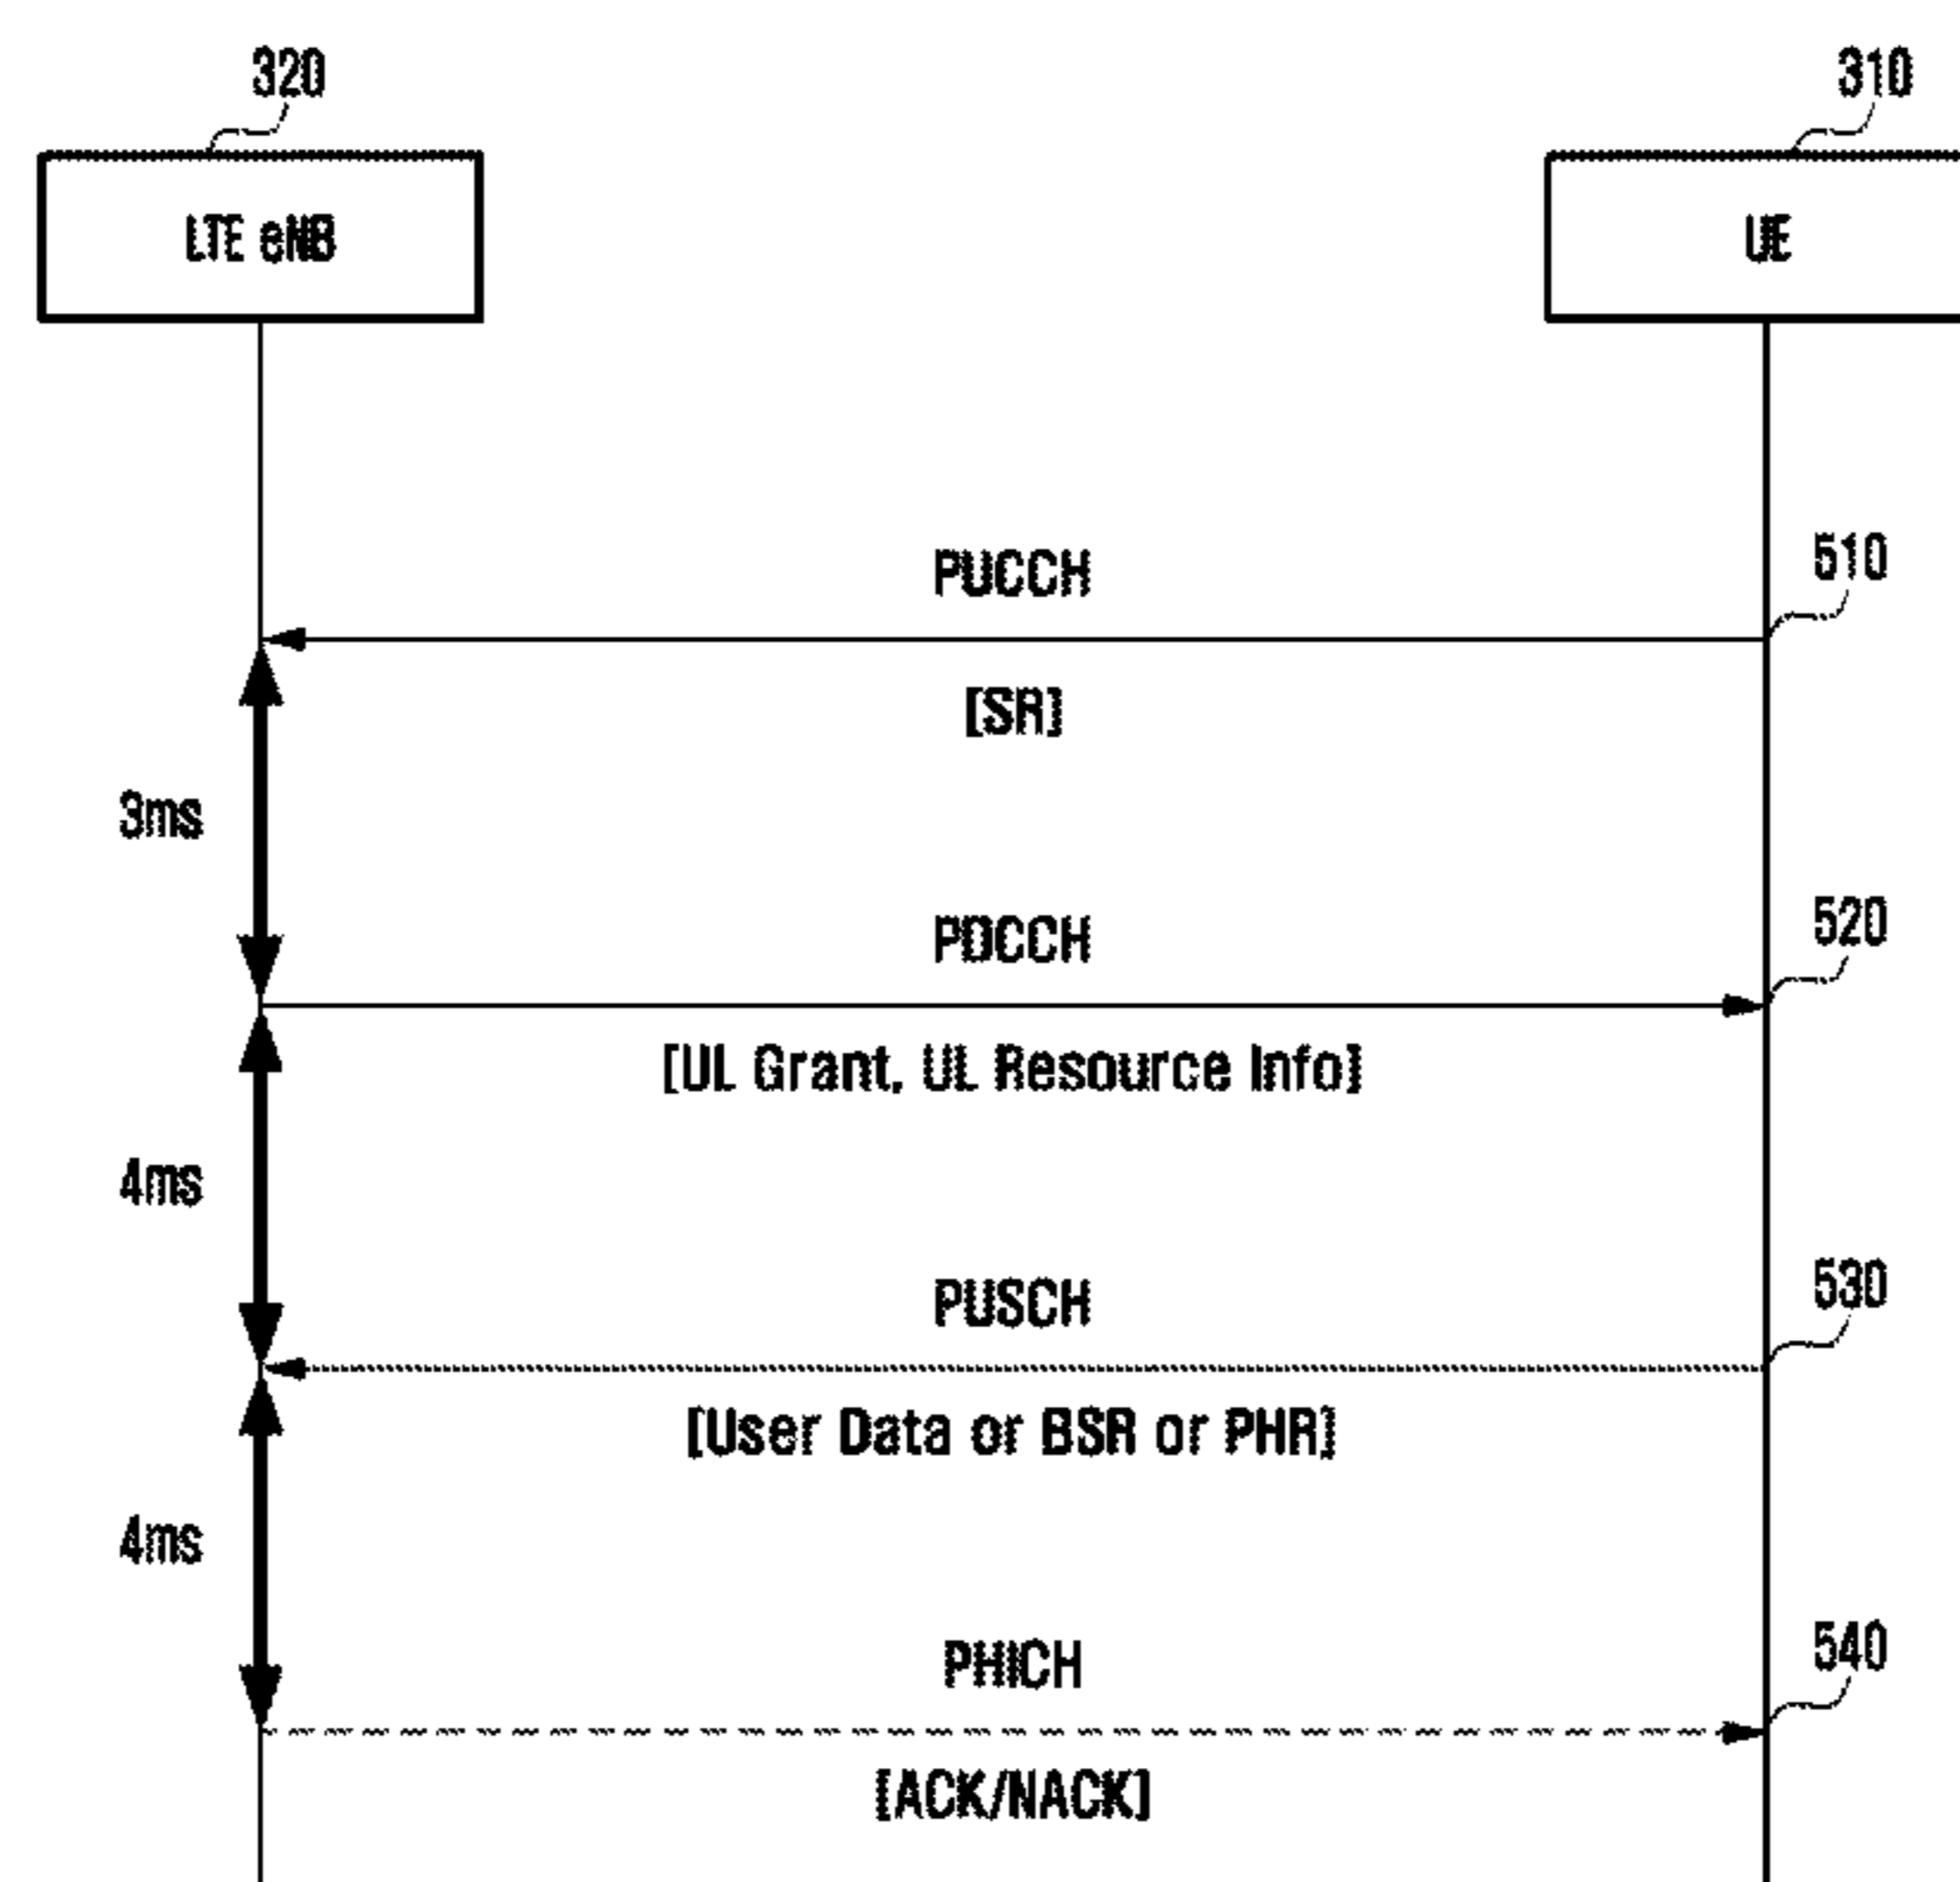 320
310
LTE eNB
UE
PUCCH
510
[SR]
3ms
PDCCH
520
[UL Grant, UL Resource Info]
4ms
PUSCH
530
[User Data or BSR or PHR]
4ms
PHICH
540
[ACK/NACK]